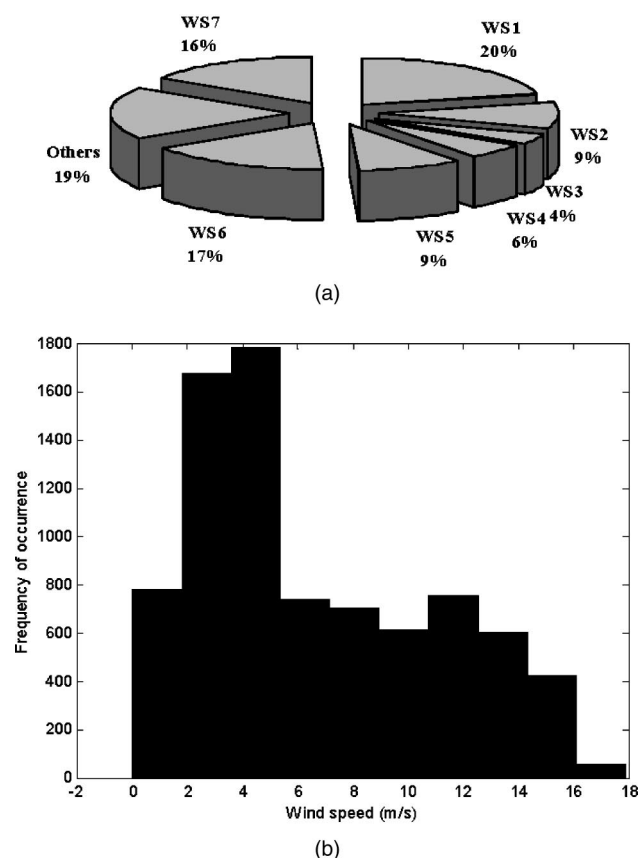 WS7
16%
WS1
20%
WS2
9%
WS3
4%
WS4
6%
WS5
9%
WS6
17%
Others
19%
(a)
1800
1600
1400
1200
1000
800
600
400
200
0
Frequency of occurrence
-2 0 2 4 6 8 10 12 14 16 18
Wind speed (m/s)
(b)